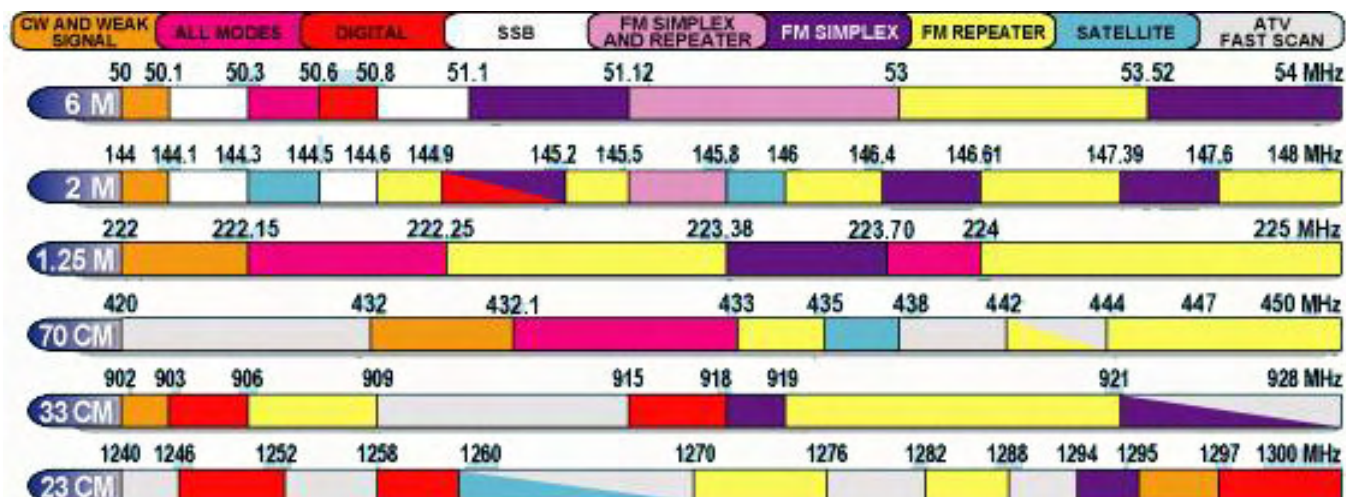 CW AND WEAK SIGNAL ALL MODES DIGITAL SSB FM SIMPLEX AND REPEATER FM SIMPLEX FM REPEATER SATELLITE ATV FAST SCAN
50 50.1 50.3 50.6 50.8 51.1 51.12 53 53.52 54 MHz
6 M
144 144.1 144.3 144.5 144.6 144.9 145.2 145.5 145.8 146 146.4 146.61 147.39 147.6 148 MHz
2 M
222 222.15 222.25 223.38 223.70 224 225 MHz
1.25 M
420 432 432.1 433 435 438 442 444 447 450 MHz
70 CM
902 903 906 909 915 918 919 921 928 MHz
33 CM
1240 1246 1252 1258 1260 1270 1276 1282 1288 1294 1295 1297 1300 MHz
23 CM